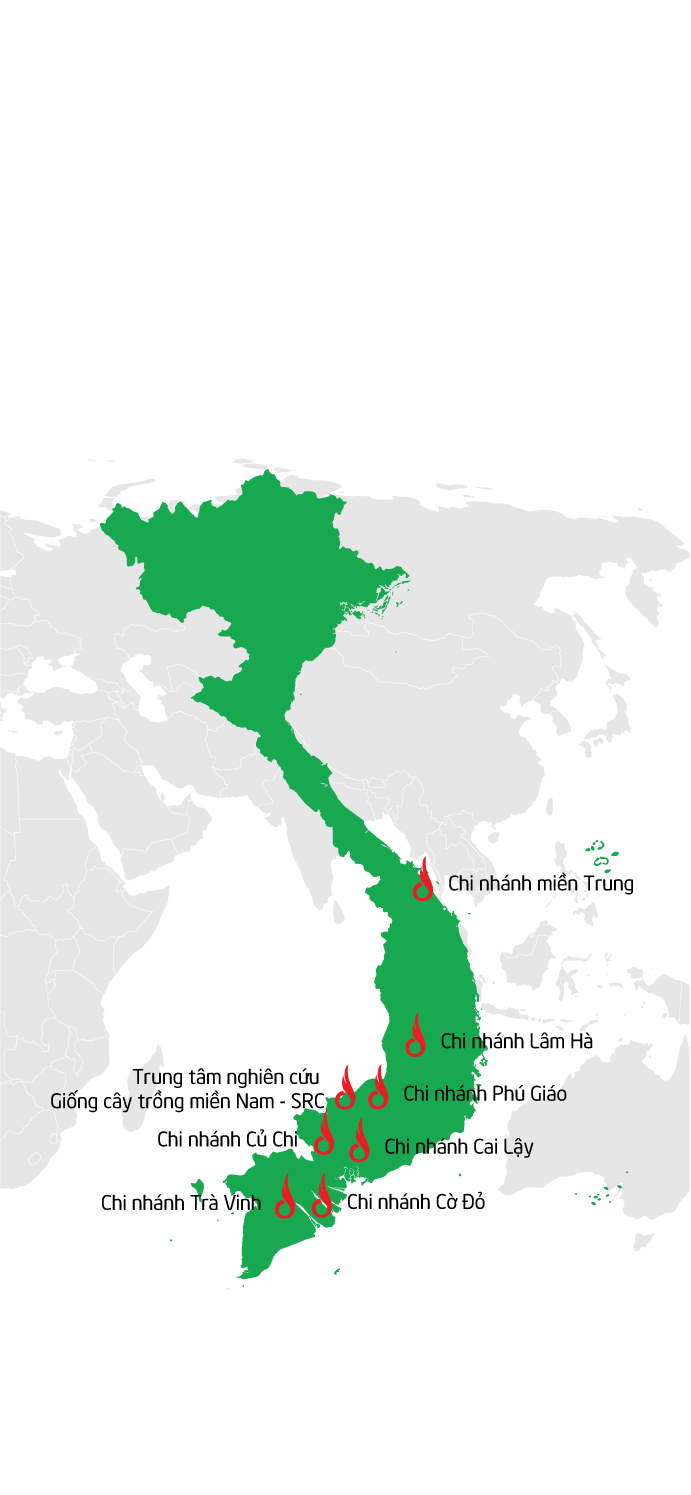 Chi nhánh miền Trung
Chi nhánh Lâm Hà
Trung tâm nghiên cứu
Giống cây trồng miền Nam - SRC
Chi nhánh Phú Giáo
Chi nhánh Củ Chi
Chi nhánh Cai Lậy
Chi nhánh Trà Vinh
Chi nhánh Cờ Đỏ